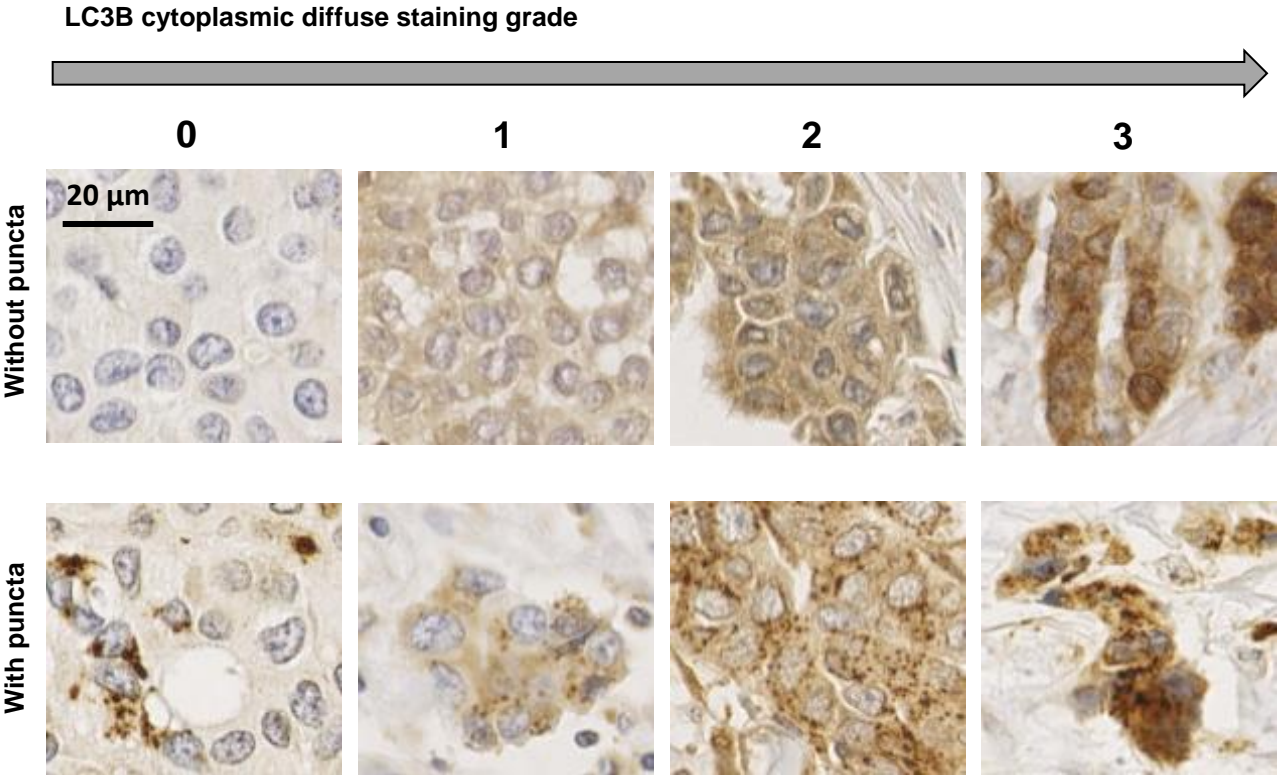 LC3B cytoplasmic diffuse staining grade
0 1 2 3
Without puncta
20 μm
With puncta